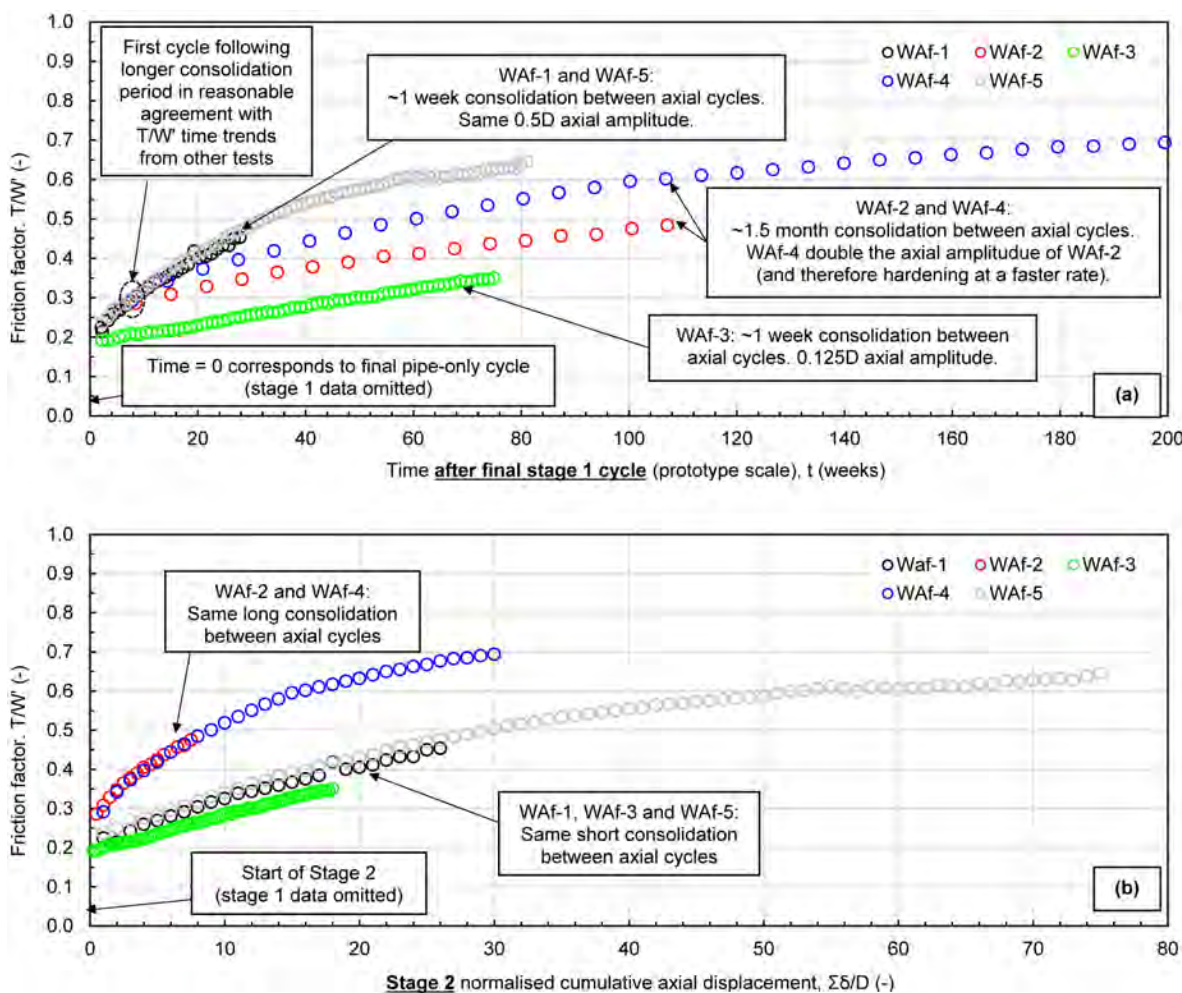 1.0
0.9
0.8
0.7
0.6
0.5
0.4
0.3
0.2
0.1
0.0
Friction factor. T/W' (-)
First cycle following
longer consolidation
period in reasonable
agreement with
T/W' time trends
from other tests
WAf-1 and WAf-5:
~1 week consolidation between axial cycles.
Same 0.5D axial amplitude.
WAf-1 WAf-2 WAf-3
WAf-4 WAf-5
WAf-2 and WAf-4:
~1.5 month consolidation between axial cycles.
WAf-4 double the axial amplitudue of WAf-2
(and therefore hardening at a faster rate).
WAf-3: ~1 week consolidation between
axial cycles. 0.125D axial amplitude.
Time = 0 corresponds to final pipe-only cycle
(stage 1 data omitted)
(a)
0 20 40 60 80 100 120 140 160 180 200
Time after final stage 1 cycle (prototype scale), t (weeks)
1.0
0.9
0.8
0.7
0.6
0.5
0.4
0.3
0.2
0.1
0.0
Friction factor. T/W' (-)
WAf-2 and WAf-4:
Same long consolidation
between axial cycles
Waf-1 WAf-2 WAf-3
WAf-4 WAf-5
WAf-1, WAf-3 and WAf-5:
Same short consolidation
between axial cycles
Start of Stage 2
(stage 1 data omitted)
(b)
0 10 20 30 40 50 60 70 80
Stage 2 normalised cumulative axial displacement, Σδ/D (-)